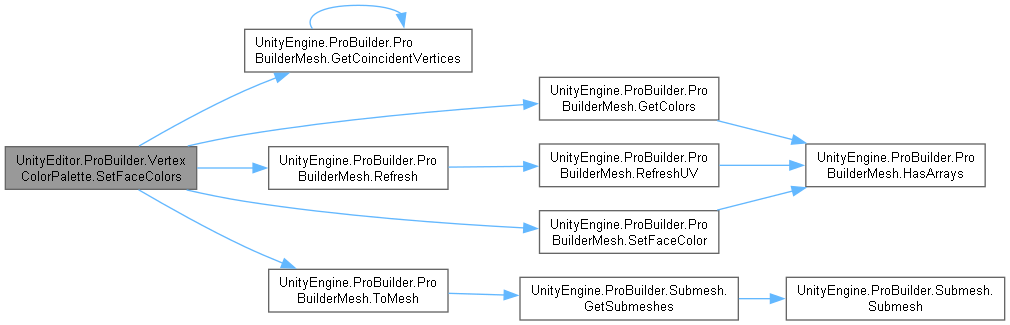 UnityEngine.ProBuilder.Pro
BuilderMesh.GetCoincidentVertices
UnityEngine.ProBuilder.Pro
BuilderMesh.GetColors
UnityEditor.ProBuilder.Vertex
ColorPalette.SetFaceColors
UnityEngine.ProBuilder.Pro
BuilderMesh.Refresh
UnityEngine.ProBuilder.Pro
BuilderMesh.RefreshUV
UnityEngine.ProBuilder.Pro
BuilderMesh.HasArrays
UnityEngine.ProBuilder.Pro
BuilderMesh.SetFaceColor
UnityEngine.ProBuilder.Pro
BuilderMesh.ToMesh
UnityEngine.ProBuilder.Submesh.
GetSubmeshes
UnityEngine.ProBuilder.Submesh.
Submesh